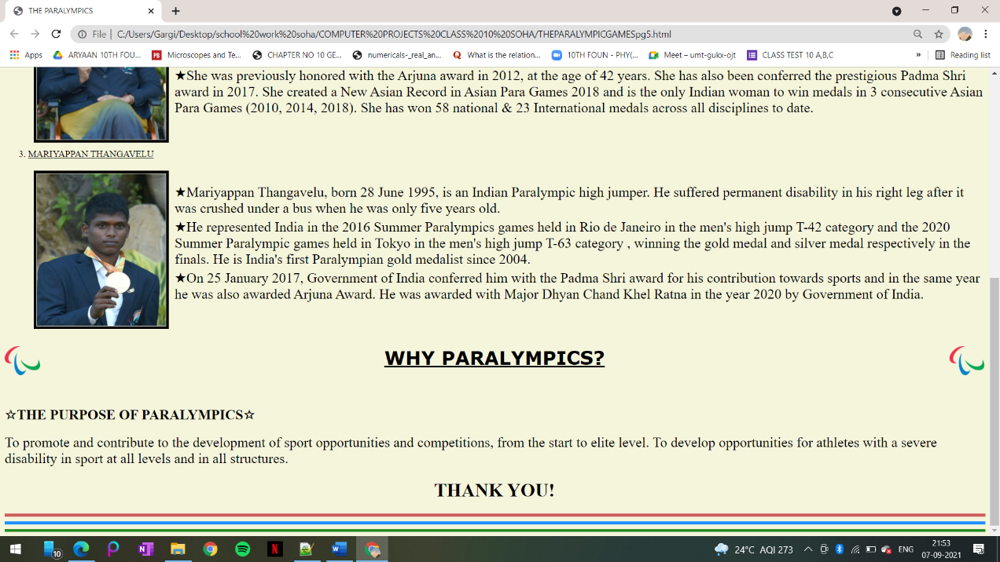 THE PARALYMPICS
File | C:/Users/Gargi/Desktop/school%20work%20soha/COMPUTER%20PROJECTS%20CLASS%2010%20SOHA/THEPARALYMPICGAMESpg5.html
Apps ARYAAN 10TH FOU... Microscopes and Te... CHAPTER NO 10 GE... numericals-_real_an... What is the relation... 10TH FOUN - PHY(... Meet – umt-gukx-ojt CLASS TEST 10 A,B,C » Reading list
★She was previously honored with the Arjuna award in 2012, at the age of 42 years. She has also been conferred the prestigious Padma Shri
award in 2017. She created a New Asian Record in Asian Para Games 2018 and is the only Indian woman to win medals in 3 consecutive Asian
Para Games (2010, 2014, 2018). She has won 58 national & 23 International medals across all disciplines to date.
3. MARIYAPPAN THANGAVELU
★Mariyappan Thangavelu, born 28 June 1995, is an Indian Paralympic high jumper. He suffered permanent disability in his right leg after it
was crushed under a bus when he was only five years old.
★He represented India in the 2016 Summer Paralympics games held in Rio de Janeiro in the men's high jump T-42 category and the 2020
Summer Paralympic games held in Tokyo in the men's high jump T-63 category , winning the gold medal and silver medal respectively in the
finals. He is India's first Paralympian gold medalist since 2004.
★On 25 January 2017, Government of India conferred him with the Padma Shri award for his contribution towards sports and in the same year
he was also awarded Arjuna Award. He was awarded with Major Dhyan Chand Khel Ratna in the year 2020 by Government of India.
WHY PARALYMPICS?
☆THE PURPOSE OF PARALYMPICS☆
To promote and contribute to the development of sport opportunities and competitions, from the start to elite level. To develop opportunities for athletes with a severe
disability in sport at all levels and in all structures.
THANK YOU!
10 24°C AQI 273 ENG 21:53
07-09-2021